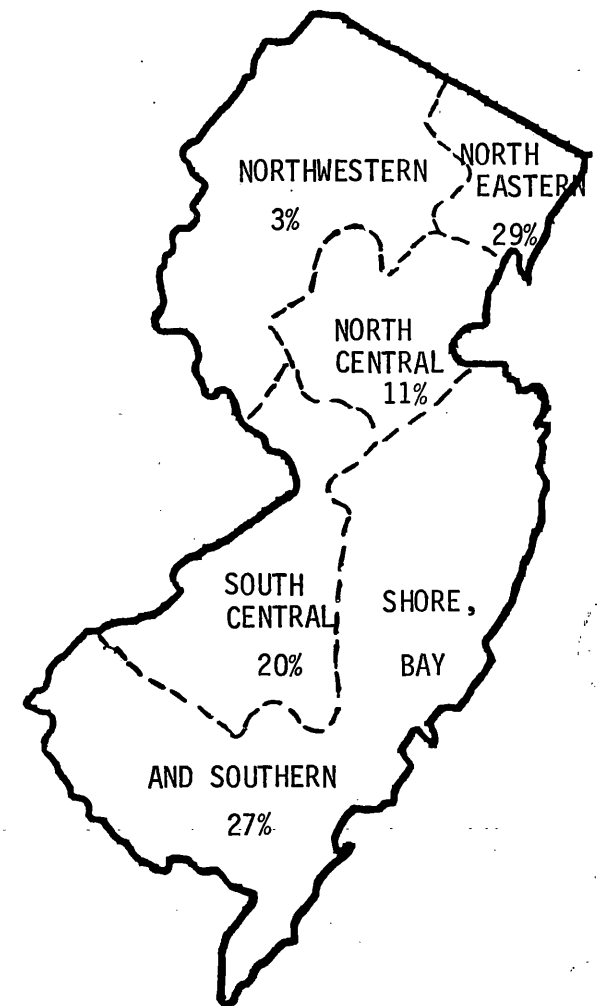 NORTHWESTERN
3%
NORTH
EASTERN
29%
NORTH
CENTRAL
11%
SOUTH
CENTRAL
20%
SHORE,
BAY
AND SOUTHERN
27%